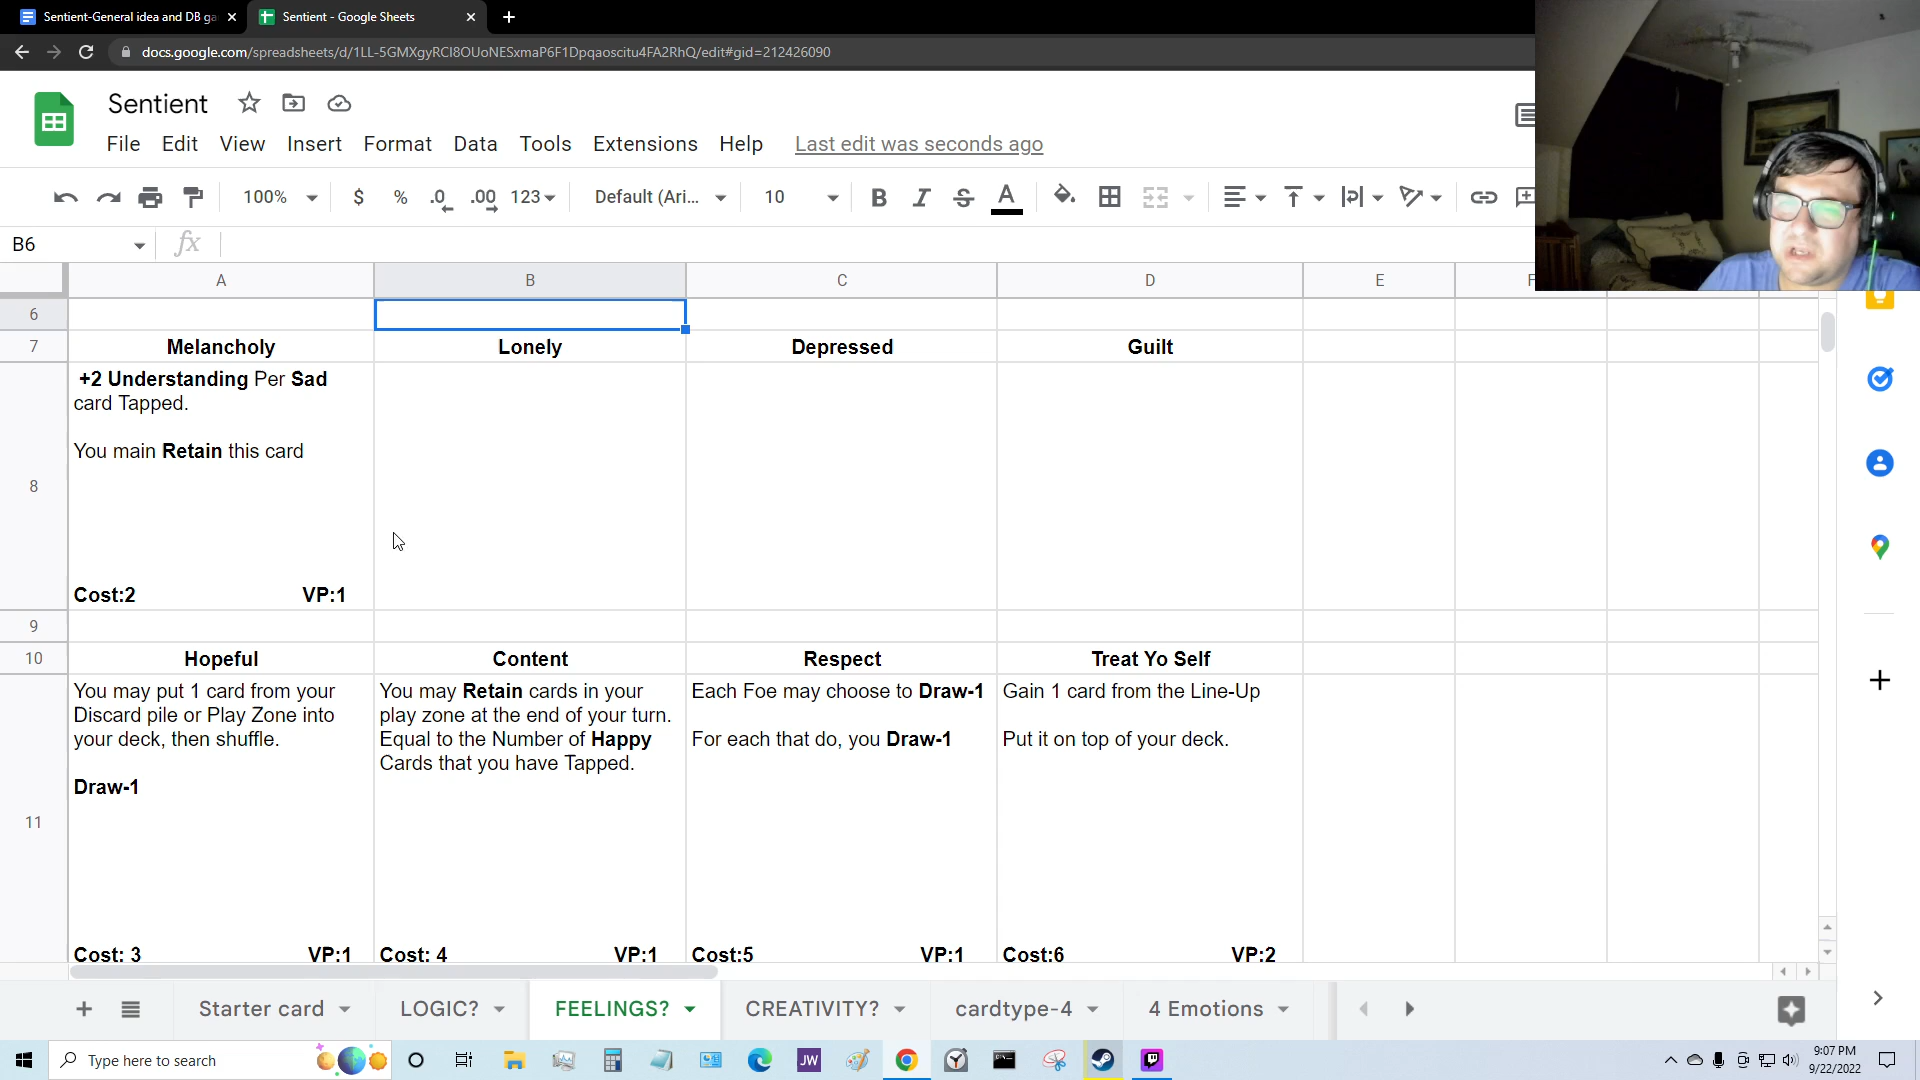 Sentient-General idea and DB ga
Sentient - Google Sheets
docs.google.com/spreadsheets/d/1LL-5GMXgyRCI8OUoNESxmaP6F1Dpqaoscitu4FA2RhQ/edit#gid=212426090
Sentient
File Edit View Insert Format Data Tools Extensions Help Last edit was seconds ago
100% $ % .0 .00 123 Default (Ari... 10 B I S A
B6 fx
A B C D E F
6
7 Melancholy Lonely Depressed Guilt
+2 Understanding Per Sad
card Tapped.
You main Retain this card
8
Cost:2 VP:1
9
10 Hopeful Content Respect Treat Yo Self
You may put 1 card from your
Discard pile or Play Zone into
your deck, then shuffle.
Draw-1
Cost: 3 VP:1
You may Retain cards in your
play zone at the end of your turn.
Equal to the Number of Happy
Cards that you have Tapped.
Cost: 4 VP:1
Each Foe may choose to Draw-1
For each that do, you Draw-1
Cost:5 VP:1
Gain 1 card from the Line-Up
Put it on top of your deck.
Cost:6 VP:2
11
Starter card LOGIC? FEELINGS? CREATIVITY? cardtype-4 4 Emotions
Type here to search
JW
9:07 PM
9/22/2022